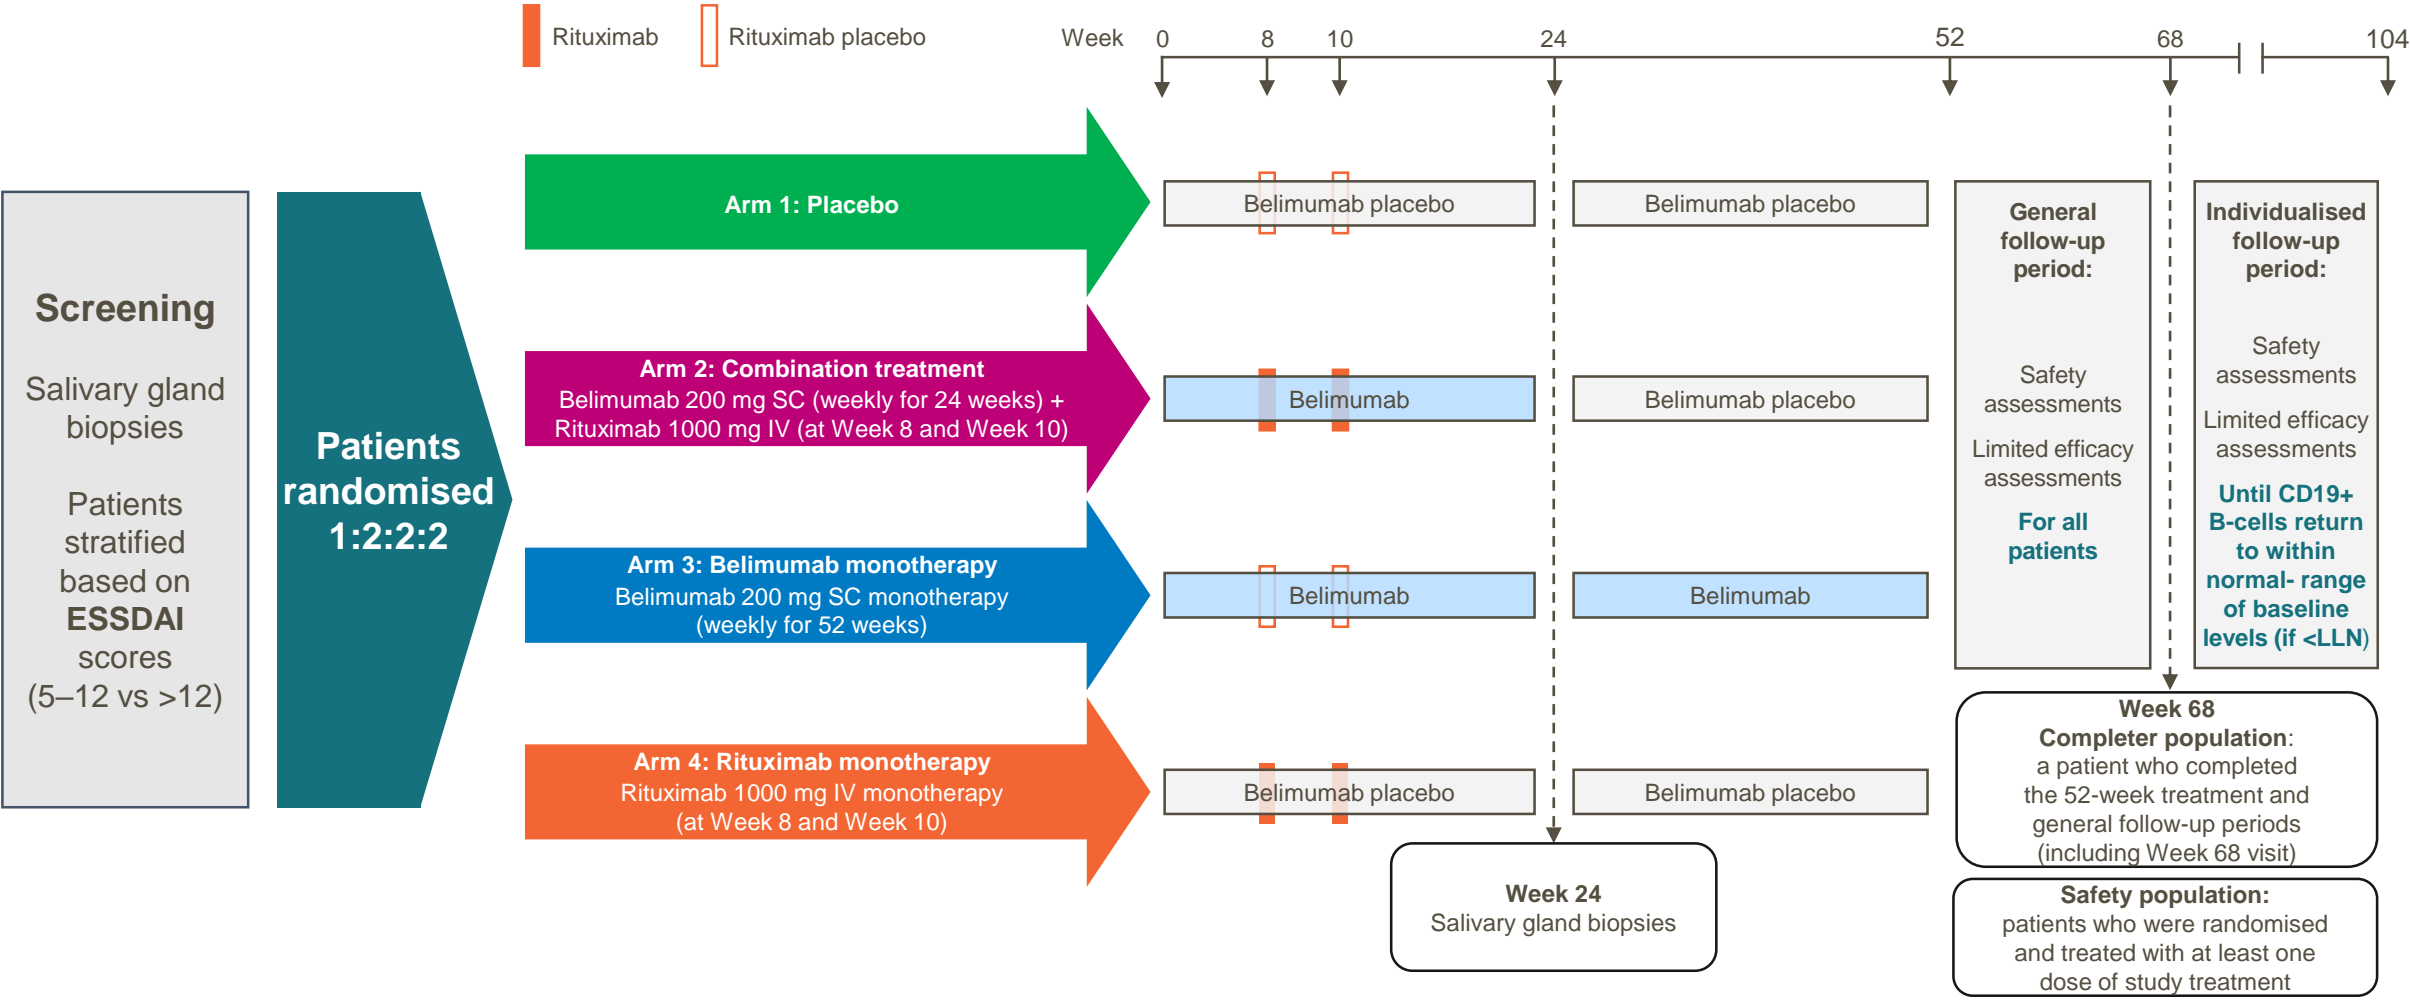 Rituximab
Rituximab placebo
Week 0 8 10 24 52 68 104
Screening
Salivary gland
biopsies
Patients
stratified
based on
ESSDAI
scores
(5–12 vs >12)
Patients
randomised
1:2:2:2
Arm 1: Placebo
Belimumab placebo
Belimumab placebo
Arm 2: Combination treatment
Belimumab 200 mg SC (weekly for 24 weeks) +
Rituximab 1000 mg IV (at Week 8 and Week 10)
Belimumab
Belimumab placebo
Arm 3: Belimumab monotherapy
Belimumab 200 mg SC monotherapy
(weekly for 52 weeks)
Belimumab
Belimumab
Arm 4: Rituximab monotherapy
Rituximab 1000 mg IV monotherapy
(at Week 8 and Week 10)
Belimumab placebo
Belimumab placebo
General
follow-up
period:
Safety
assessments
Limited efficacy
assessments
For all
patients
Individualised
follow-up
period:
Safety
assessments
Limited efficacy
assessments
Until CD19+
B-cells return
to within
normal- range
of baseline
levels (if <LLN)
Week 24
Salivary gland biopsies
Week 68
Completer population:
a patient who completed
the 52-week treatment and
general follow-up periods
(including Week 68 visit)
Safety population:
patients who were randomised
and treated with at least one
dose of study treatment